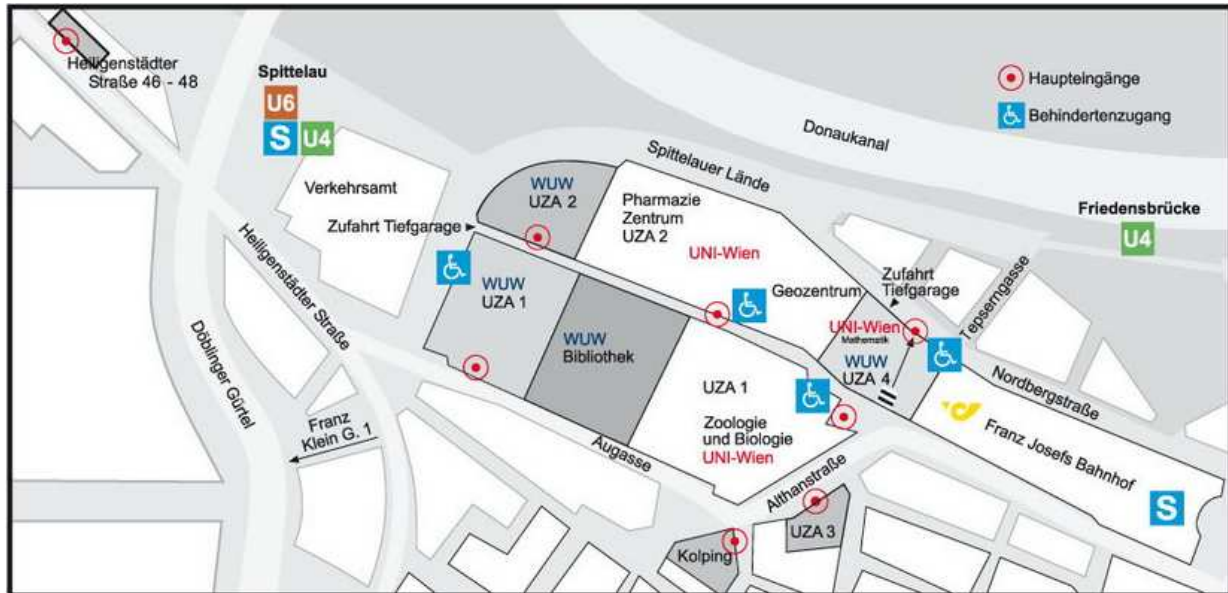 Heiligenstädter
Straße 46 - 48
Spittelau
U6
S U4
Verkehrsamt
Zufahrt Tiefgarage
Haupteingänge
Behindertenzugang
Donaukanal
Spittelauer Lände
Friedensbrücke
U4
WUW
UZA 2
Pharmazie
Zentrum
UZA 2
UNI-Wien
Geozentrum
Zufahrt
Tiefgarage
Tepserngasse
WUW
UZA 1
WUW
Bibliothek
UNI-Wien
Mathematik
WUW
UZA 4
Nordbergstraße
UZA 1
Zoologie
und Biologie
UNI-Wien
Franz Josefs Bahnhof
S
Heiligenstädter Straße
Döblinger Gürtel
Franz
Klein G. 1
Augasse
Althanstraße
UZA 3
Kolping